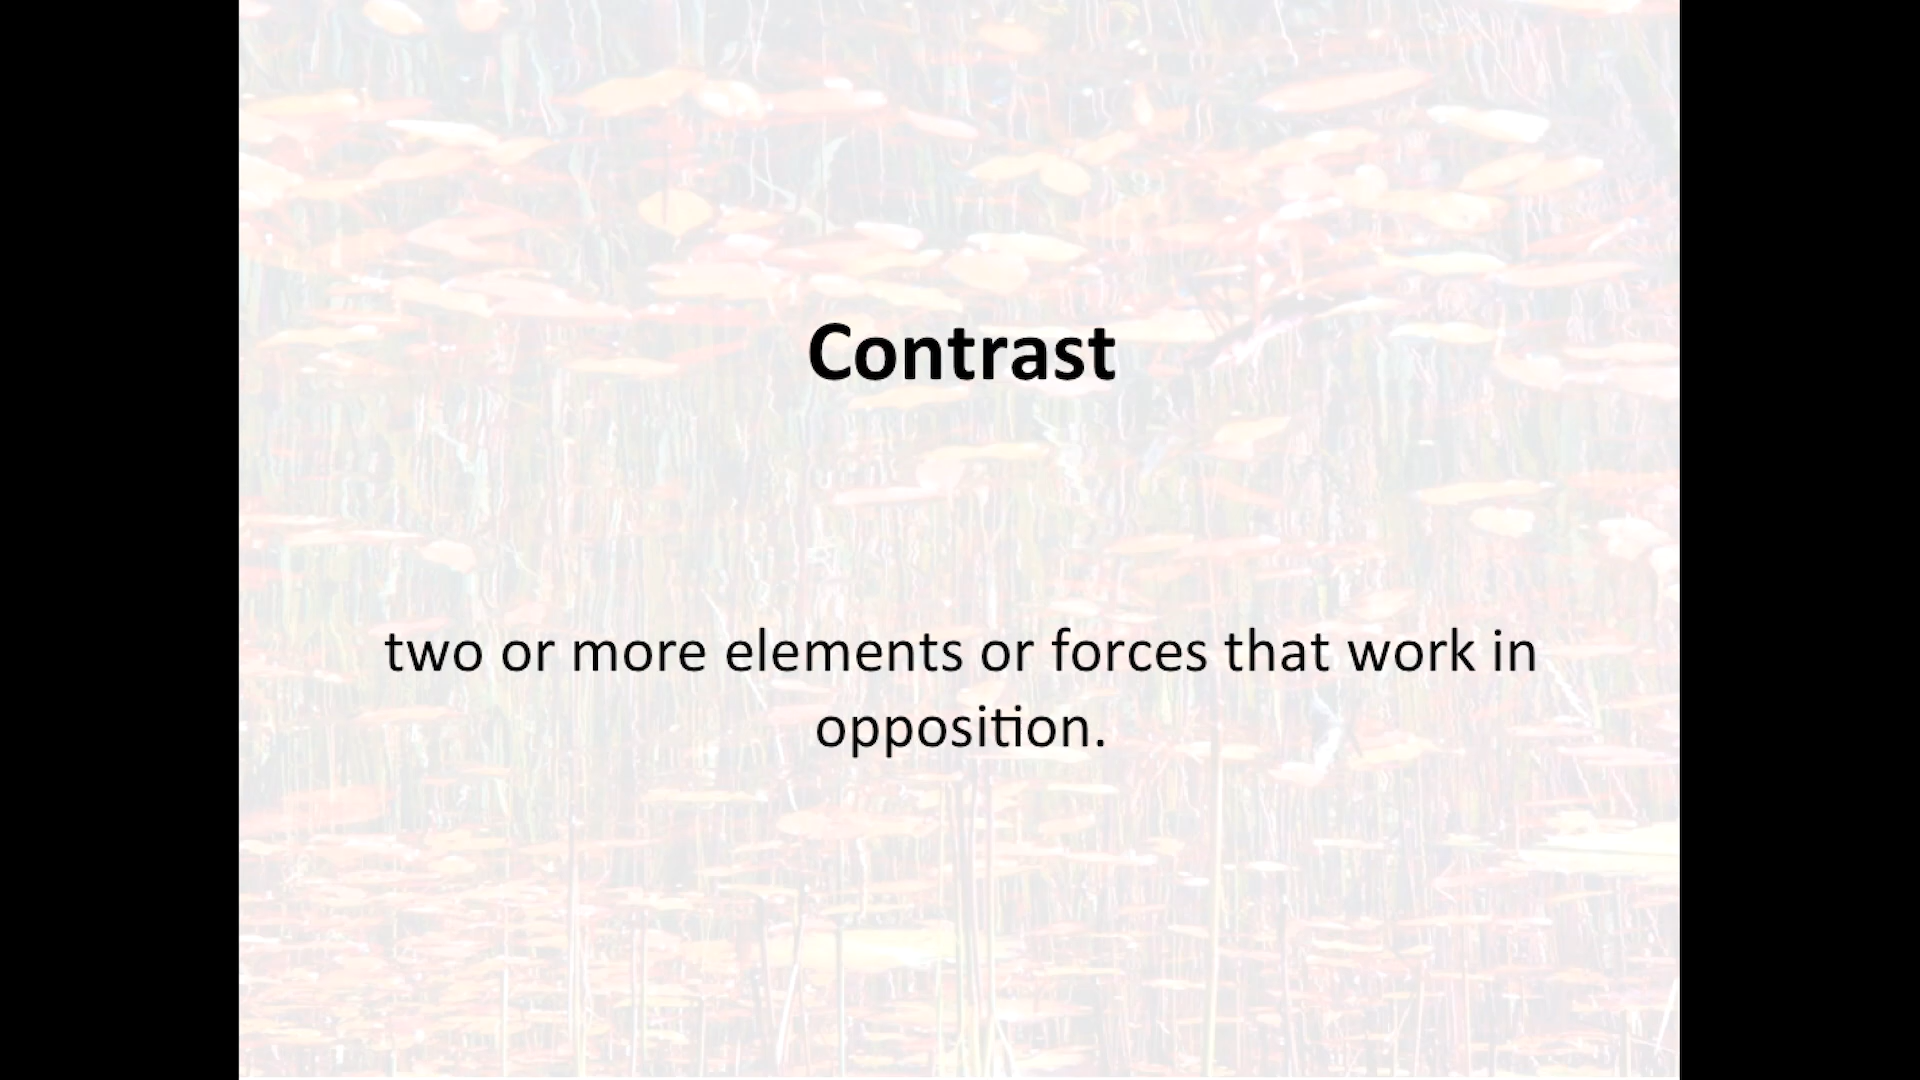 Contrast
two or more elements or forces that work in
opposition.